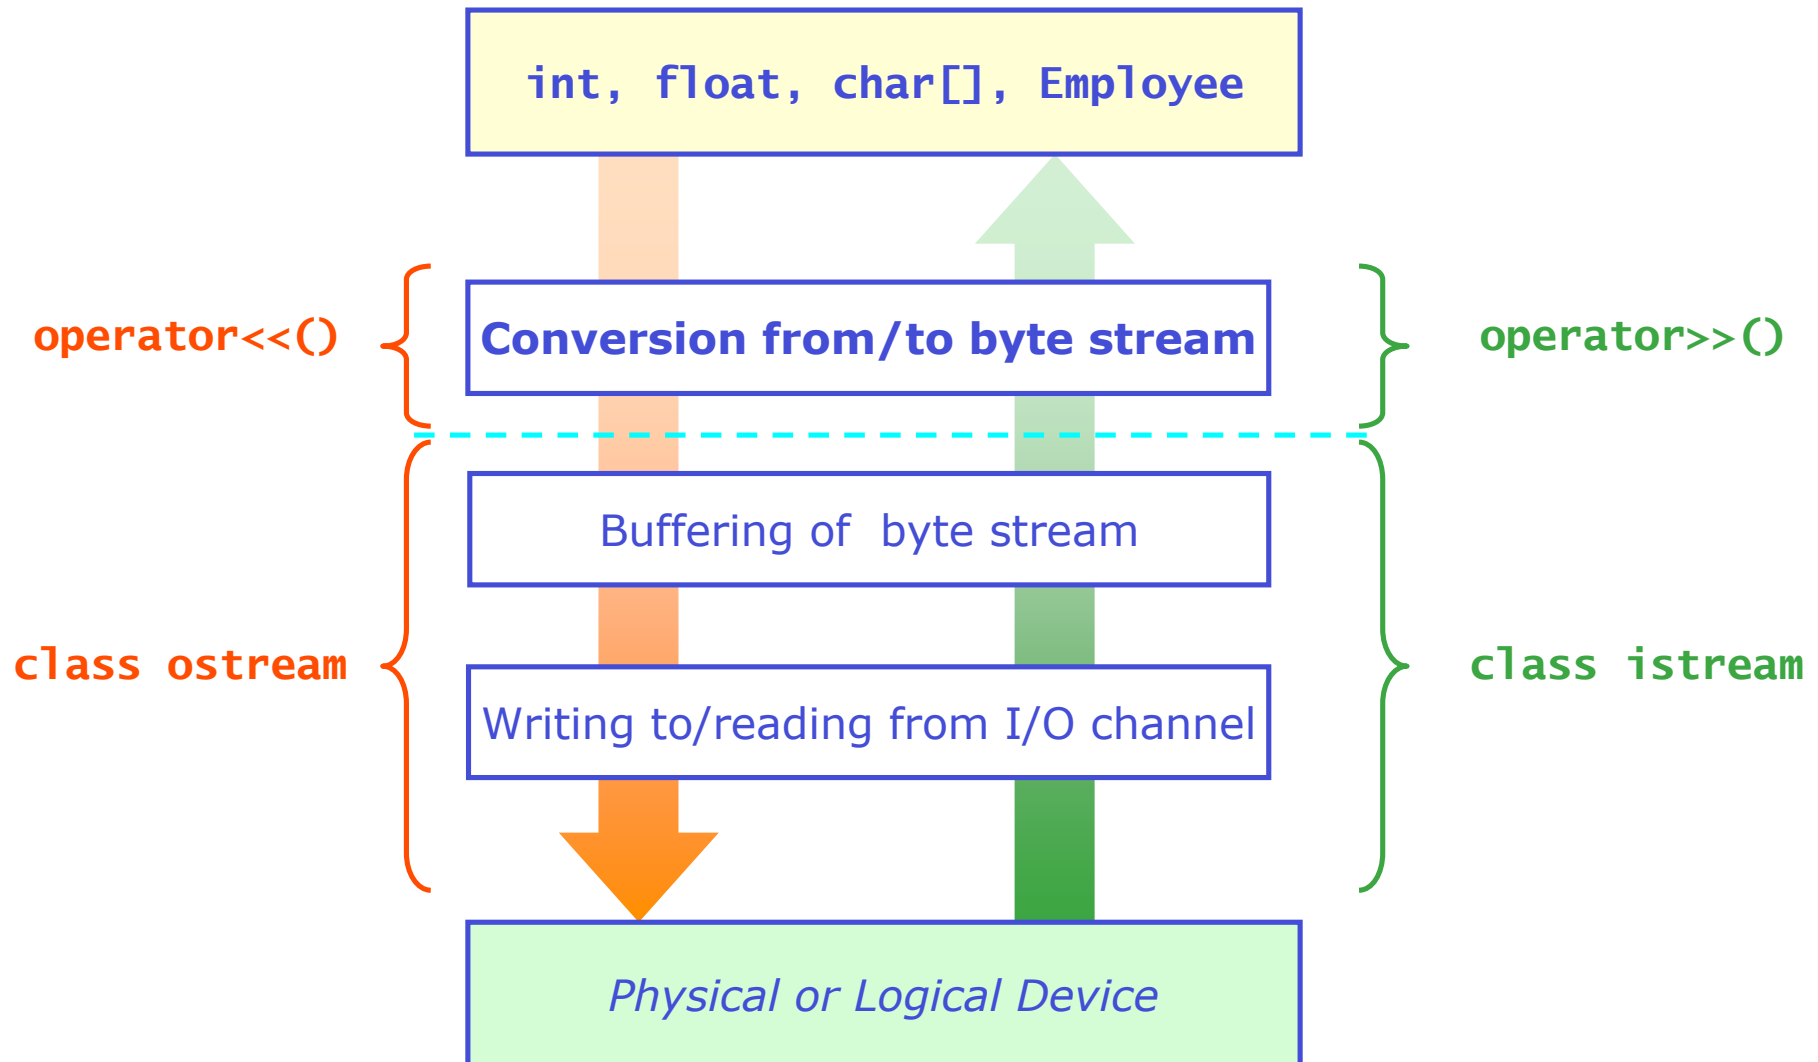 int, float, char[], Employee
operator<<()
Conversion from/to byte stream
operator>>()
Buffering of  byte stream
class ostream
Writing to/reading from I/O channel
class istream
Physical or Logical Device